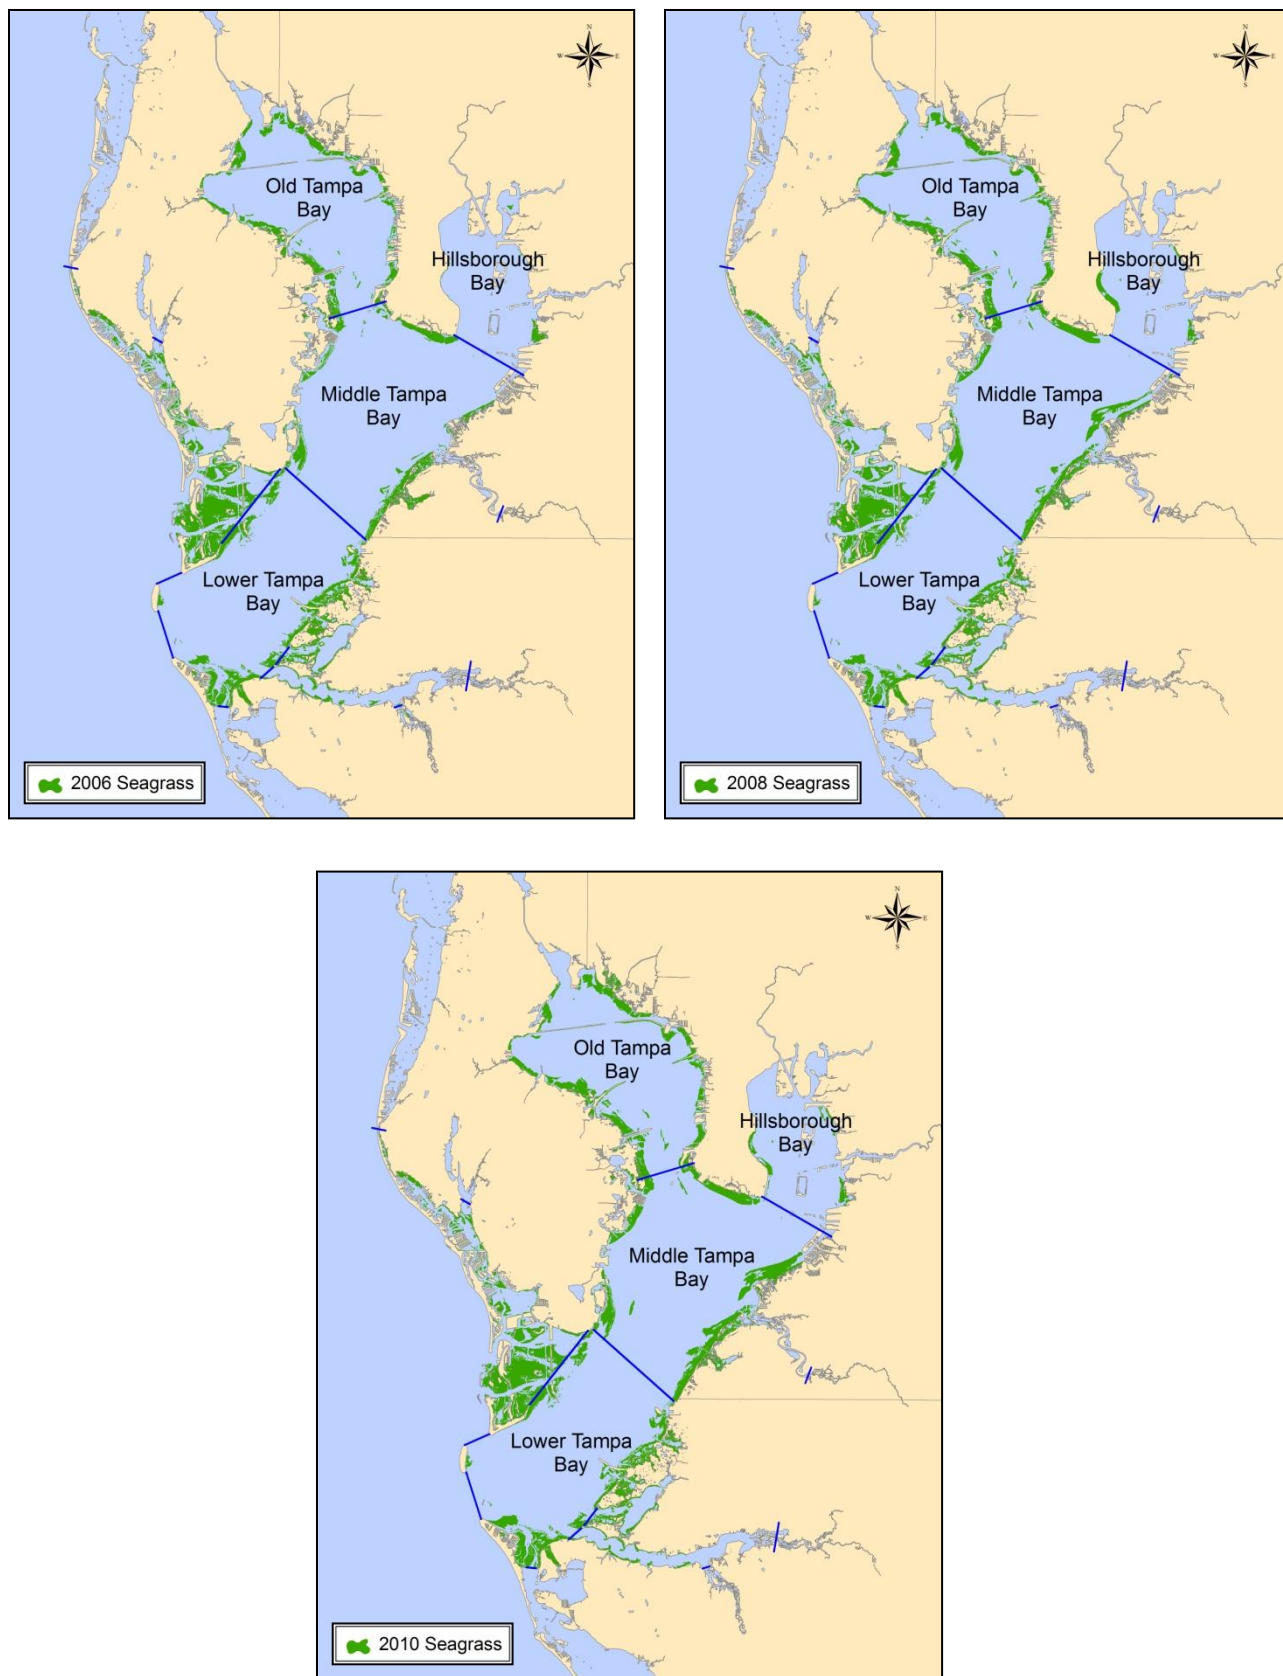 N
W E
S
Old Tampa
Bay
Hillsborough
Bay
Middle Tampa
Bay
Lower Tampa
Bay
2006 Seagrass
N
W E
S
Old Tampa
Bay
Hillsborough
Bay
Middle Tampa
Bay
Lower Tampa
Bay
2008 Seagrass
N
W E
S
Old Tampa
Bay
Hillsborough
Bay
Middle Tampa
Bay
Lower Tampa
Bay
2010 Seagrass